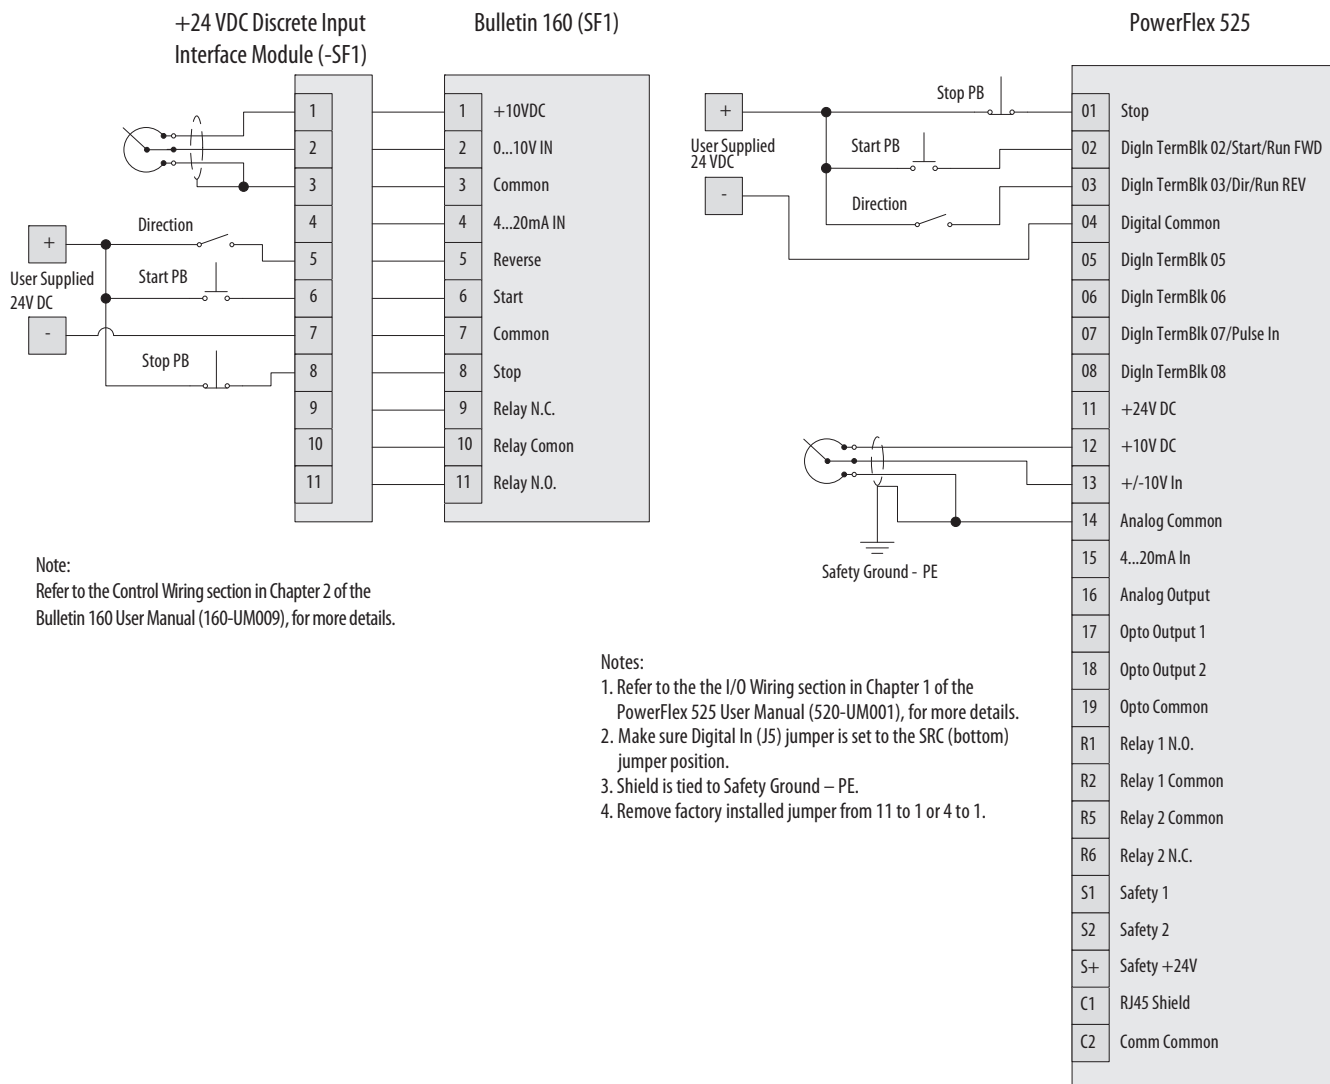 +24 VDC Discrete Input
Interface Module (-SF1)
Bulletin 160 (SF1)
1
2
3
4
5
6
7
8
9
10
11
1 +10VDC
2 0...10V IN
3 Common
4 4...20mA IN
5 Reverse
6 Start
7 Common
8 Stop
9 Relay N.C.
10 Relay Comon
11 Relay N.O.
Direction
+
User Supplied
24V DC
-
Start PB
Stop PB
Note:
Refer to the Control Wiring section in Chapter 2 of the
Bulletin 160 User Manual (160-UM009), for more details.
PowerFlex 525
+
User Supplied
24 VDC
-
Stop PB
Start PB
Direction
Safety Ground - PE
01 Stop
02 DigIn TermBlk 02/Start/Run FWD
03 DigIn TermBlk 03/Dir/Run REV
04 Digital Common
05 DigIn TermBlk 05
06 DigIn TermBlk 06
07 DigIn TermBlk 07/Pulse In
08 DigIn TermBlk 08
11 +24V DC
12 +10V DC
13 +/-10V In
14 Analog Common
15 4...20mA In
16 Analog Output
17 Opto Output 1
18 Opto Output 2
19 Opto Common
R1 Relay 1 N.O.
R2 Relay 1 Common
R5 Relay 2 Common
R6 Relay 2 N.C.
S1 Safety 1
S2 Safety 2
S+ Safety +24V
C1 RJ45 Shield
C2 Comm Common
Notes:
1. Refer to the the I/O Wiring section in Chapter 1 of the
PowerFlex 525 User Manual (520-UM001), for more details.
2. Make sure Digital In (J5) jumper is set to the SRC (bottom)
jumper position.
3. Shield is tied to Safety Ground – PE.
4. Remove factory installed jumper from 11 to 1 or 4 to 1.